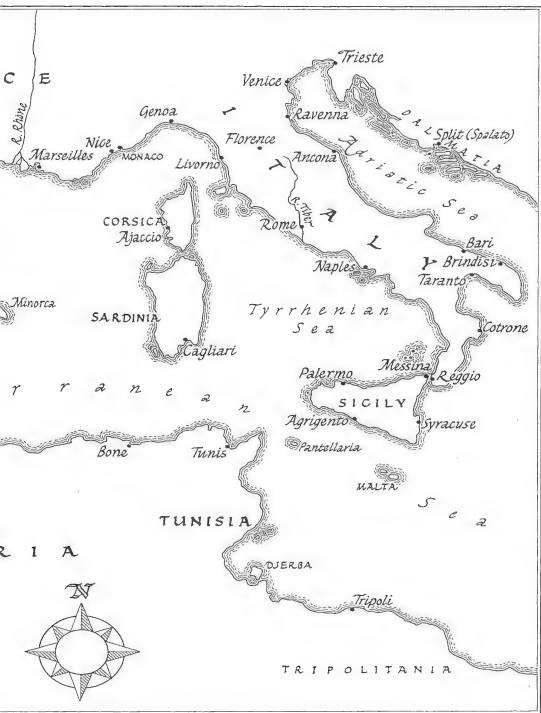 Trieste
C E
Venice
R. Rhône
Genoa
I T A L Y
Ravenna
DALMATIA
Florence
Split (Spalato)
Nice
MONACO
Marseilles
Livorno
Ancona
Adriatic Sea
R. Tiber
CORSICA
Ajaccio
Rome
Bari
Naples
Brindisi
Taranto
Minorca
SARDINIA
Tyrrhenian
Sea
Cotrone
Cagliari
Messina
Palermo
Reggio
r r a n e a n
SICILY
Agrigento
Syracuse
Bone
Tunis
Pantellaria
MALTA
Sea
TUNISIA
R I A
DJERBA
N
Tripoli
TRIPOLITANIA